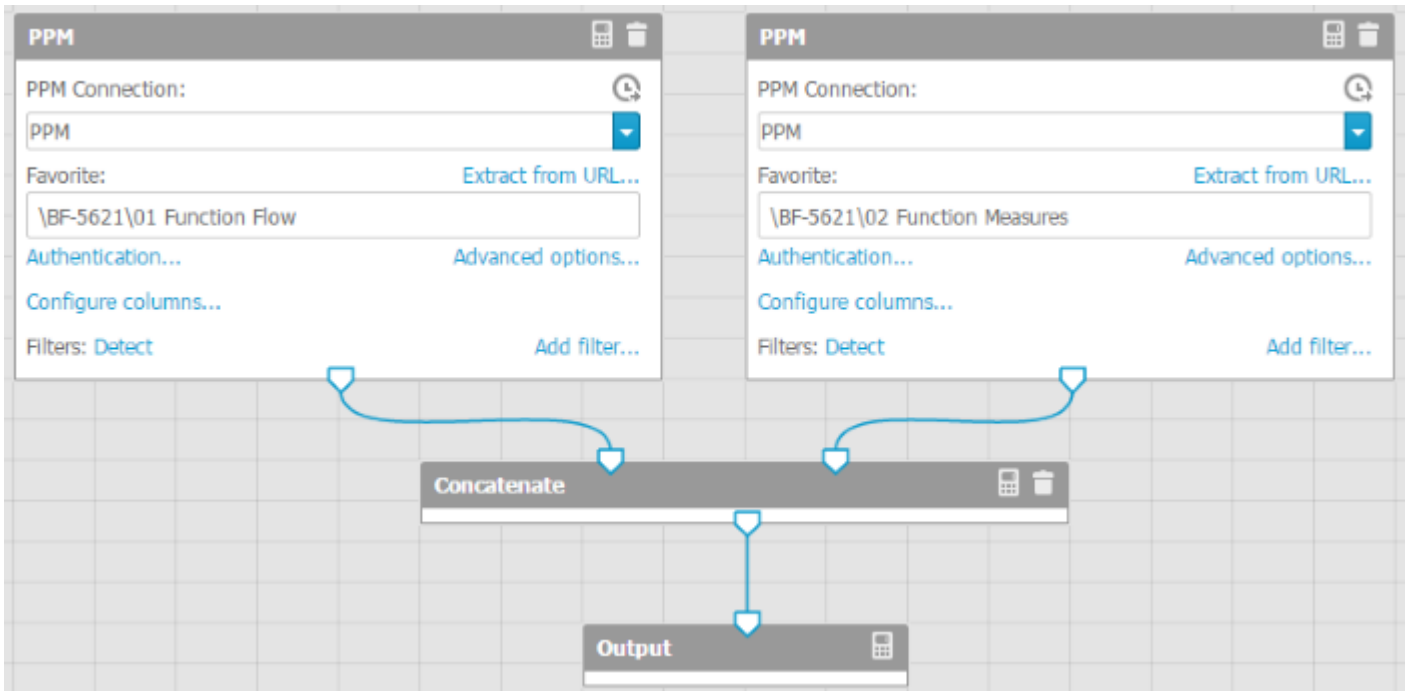 PPM
PPM Connection:
PPM
Favorite: Extract from URL...
\BF-5621\01 Function Flow
Authentication... Advanced options...
Configure columns...
Filters: Detect Add filter...
PPM
PPM Connection:
PPM
Favorite: Extract from URL...
\BF-5621\02 Function Measures
Authentication... Advanced options...
Configure columns...
Filters: Detect Add filter...
Concatenate
Output